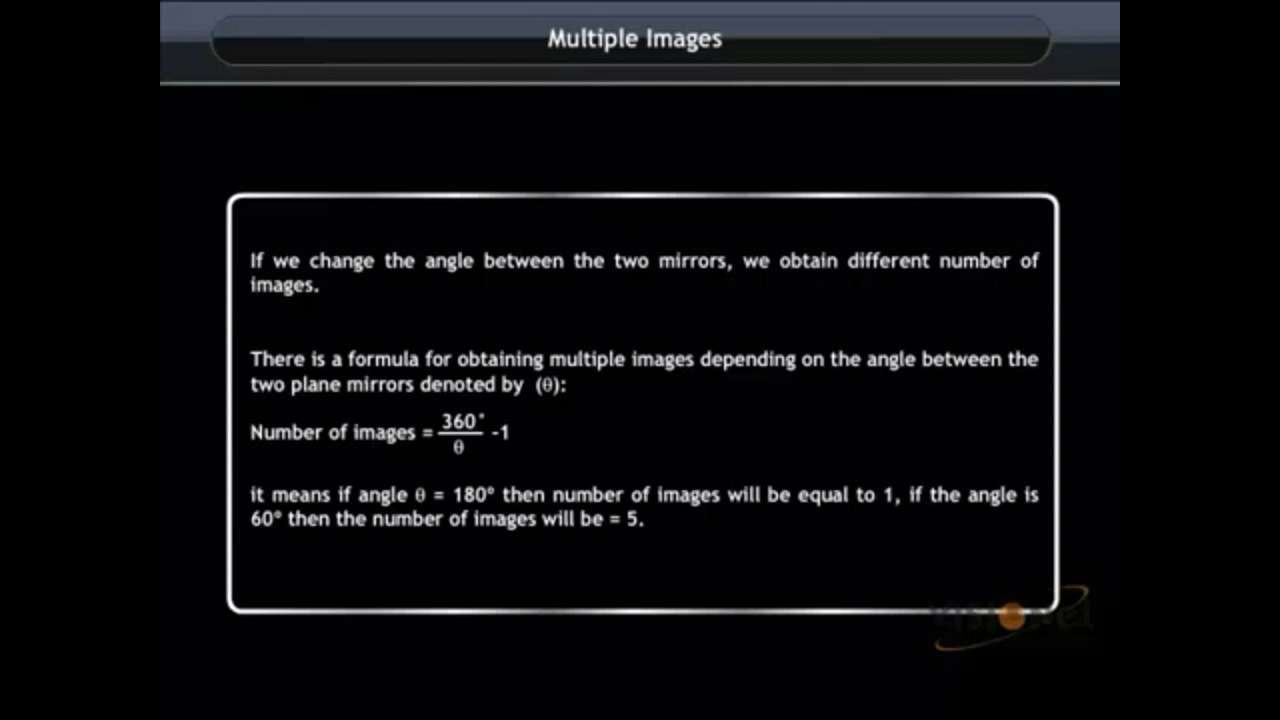 Multiple Images
If we change the angle between the two mirrors, we obtain different number of
images.
There is a formula for obtaining multiple images depending on the angle between the
two plane mirrors denoted by (θ):
Number of images = 360°/θ -1
it means if angle θ = 180° then number of images will be equal to 1, if the angle is
60° then the number of images will be = 5.